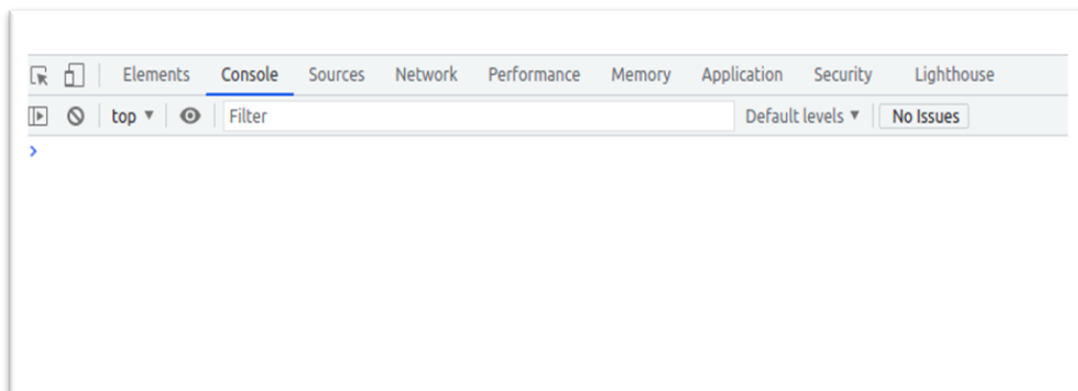 Elements Console Sources Network Performance Memory Application Security Lighthouse
top Filter Default levels No Issues